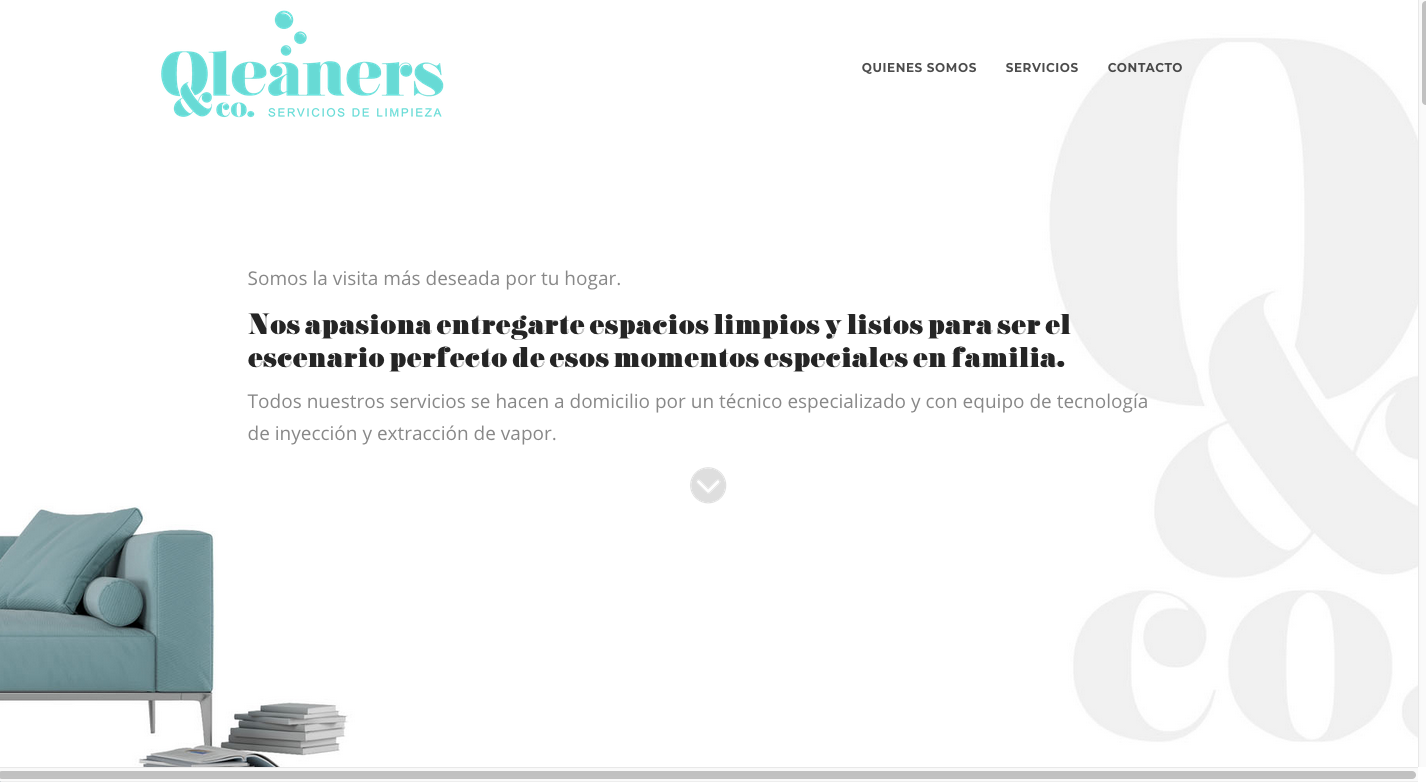 Qleaners
&co. SERVICIOS DE LIMPIEZA
QUIENES SOMOS SERVICIOS CONTACTO
Somos la visita más deseada por tu hogar.
Nos apasiona entregarte espacios limpios y listos para ser el
escenario perfecto de esos momentos especiales en familia.
Todos nuestros servicios se hacen a domicilio por un técnico especializado y con equipo de tecnología
de inyección y extracción de vapor.
Q
&
co.